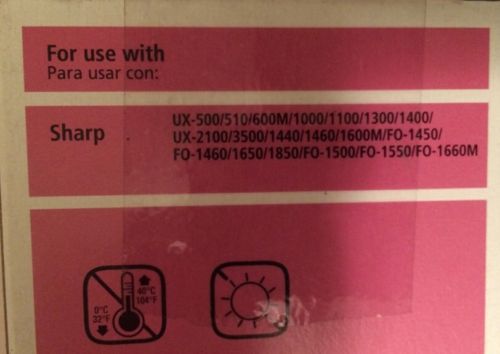 For use with
Para usar con:
Sharp
UX-500/510/600M/1000/1100/1300/1400/
UX-2100/3500/1440/1460/1600M/FO-1450/
FO-1460/1650/1850/FO-1500/FO-1550/FO-1660M
40°C
104°F
0°C
32°F